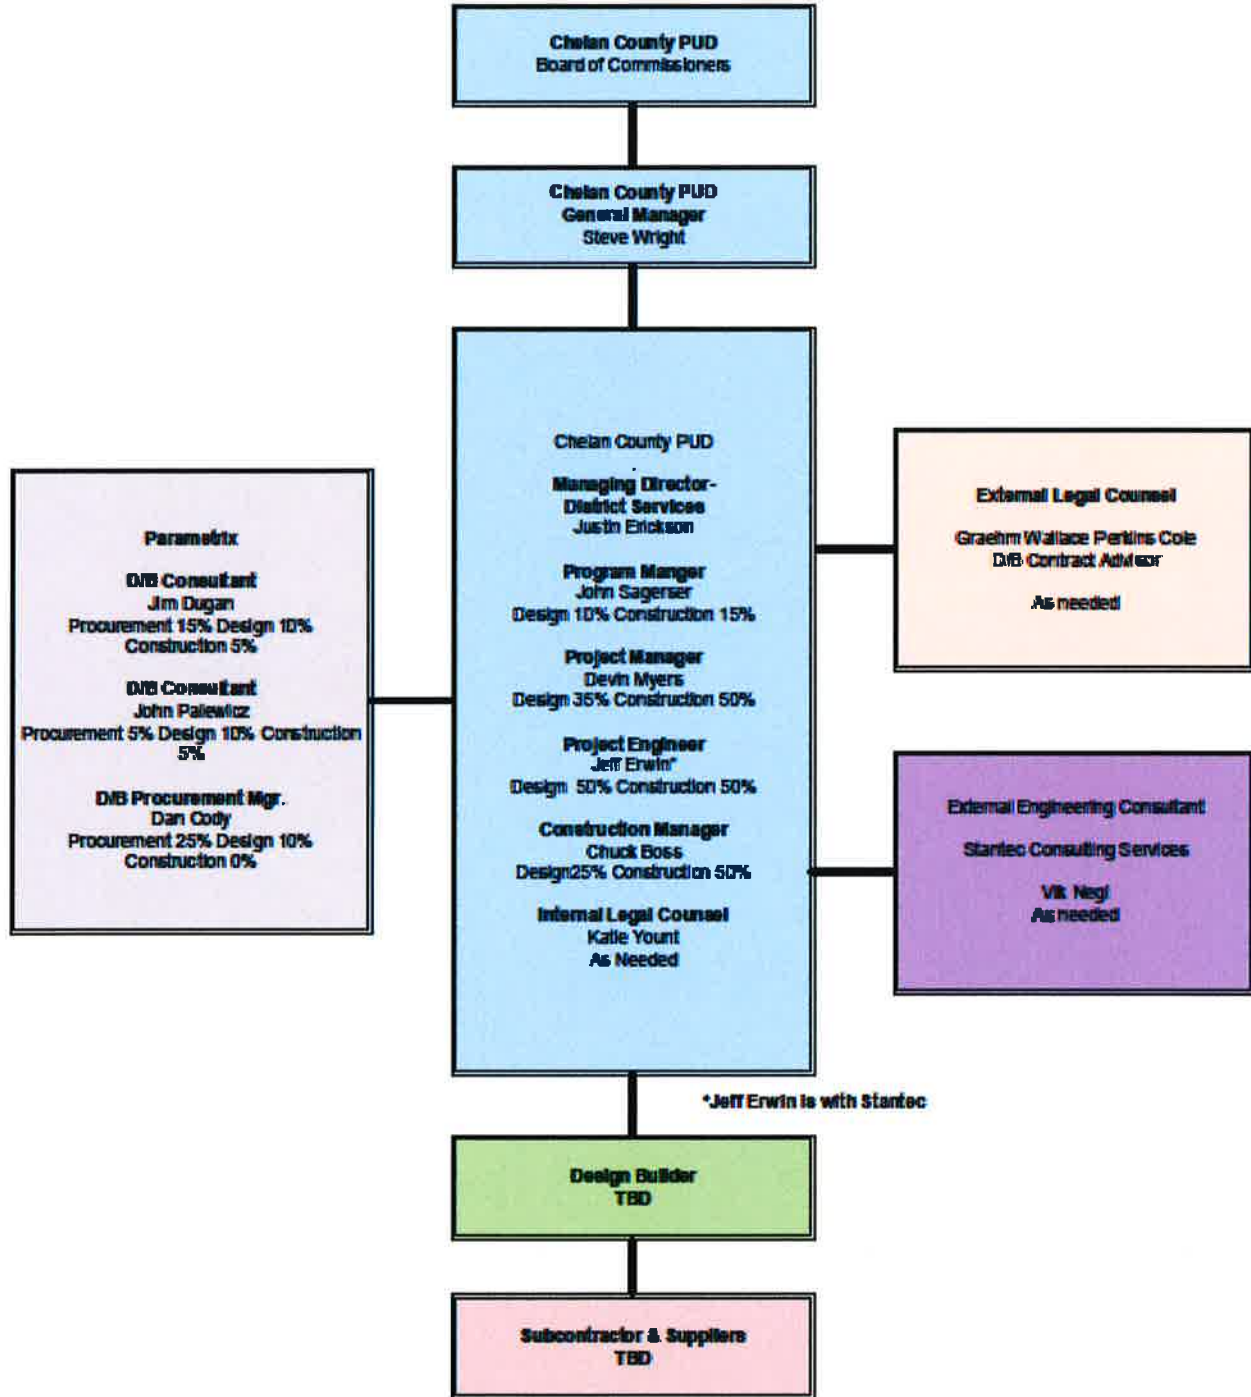 Chelan County PUD
Board of Commissioners
Chelan County PUD
General Manager
Steve Wright
Chelan County PUD
Managing Director-
District Services
Justin Erickson
Program Manger
John Sagerser
Design 10% Construction 15%
Project Manager
Devin Myers
Design 35% Construction 50%
Project Engineer
Jeff Erwin*
Design 50% Construction 50%
Construction Manager
Chuck Boss
Design25% Construction 50%
Internal Legal Counsel
Katie Yount
As Needed
Parametrix
D/B Consultant
Jim Dugan
Procurement 15% Design 10%
Construction 5%
D/B Consultant
John Palewicz
Procurement 5% Design 10% Construction
5%
D/B Procurement Mgr.
Dan Cody
Procurement 25% Design 10%
Construction 0%
External Legal Counsel
Graehm Wallace Perkins Coie
D/B Contract Advisor
As needed
External Engineering Consultant
Stantec Consulting Services
Vik Negi
As needed
*Jeff Erwin is with Stantec
Design Builder
TBD
Subcontractor & Suppliers
TBD